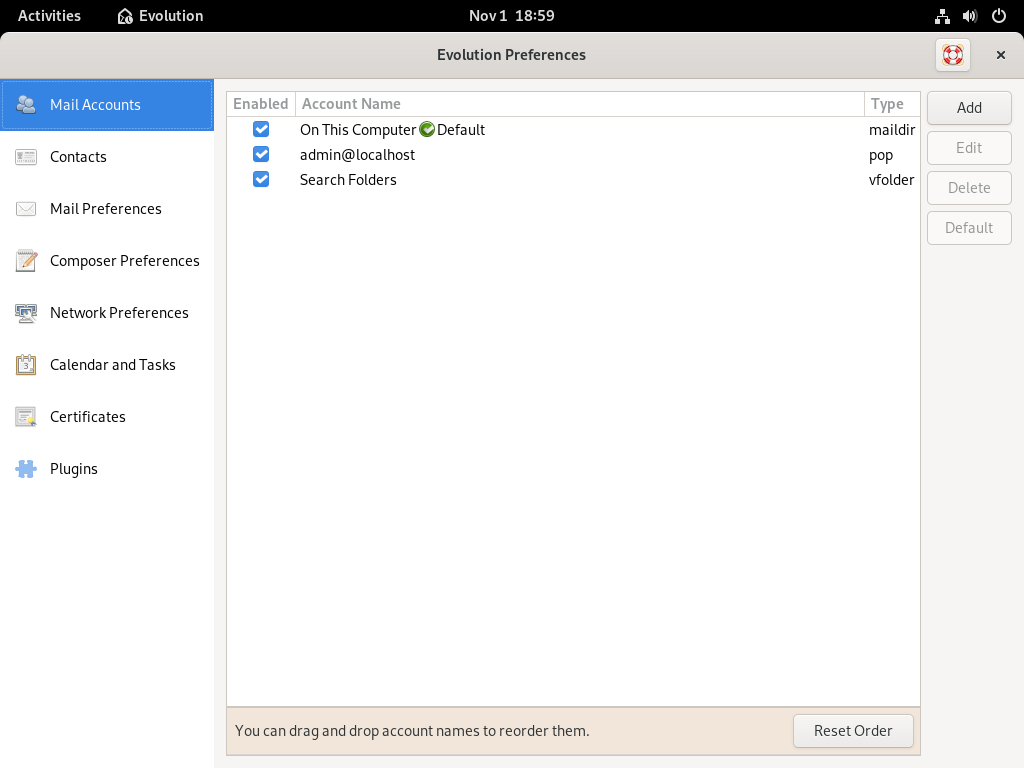 Activities Evolution Nov 1 18:59
Evolution Preferences
Mail Accounts
Contacts
Mail Preferences
Composer Preferences
Network Preferences
Calendar and Tasks
Certificates
Plugins
Enabled Account Name Type
On This Computer Default maildir
admin@localhost pop
Search Folders vfolder
You can drag and drop account names to reorder them.
Reset Order
Add
Edit
Delete
Default